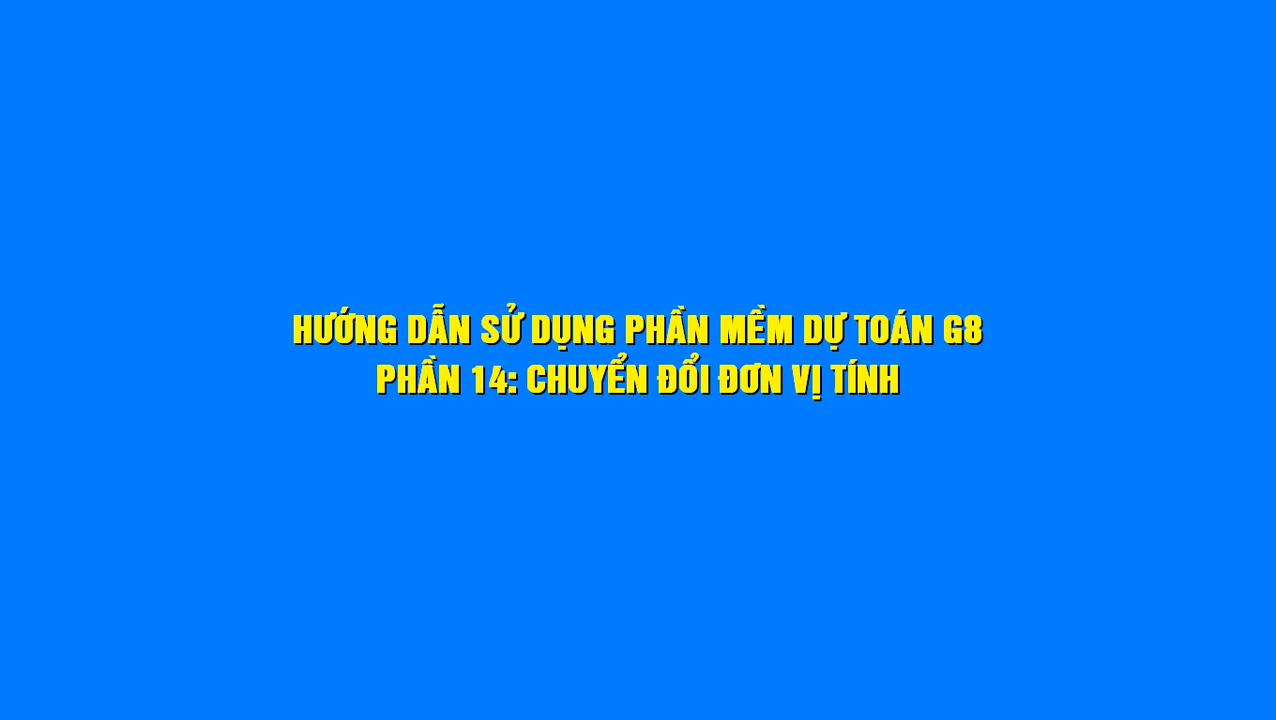 HƯỚNG DẪN SỬ DỤNG PHẦN MỀM DỰ TOÁN G8
PHẦN 14: CHUYỂN ĐỔI ĐƠN VỊ TÍNH